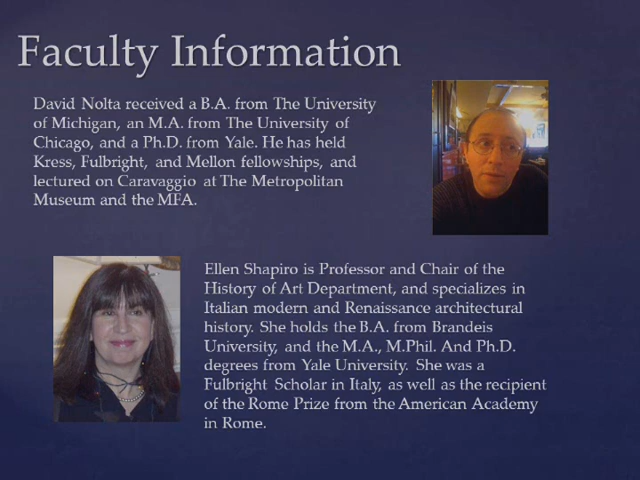 Faculty Information
David Nolta received a B.A. from The University
of Michigan, an M.A. from The University of
Chicago, and a Ph.D. from Yale. He has held
Kress, Fulbright, and Mellon fellowships, and
lectured on Caravaggio at The Metropolitan
Museum and the MFA.
Ellen Shapiro is Professor and Chair of the
History of Art Department, and specializes in
Italian modern and Renaissance architectural
history. She holds the B.A. from Brandeis
University, and the M.A., M.Phil. And Ph.D.
degrees from Yale University. She was a
Fulbright Scholar in Italy, as well as the recipient
of the Rome Prize from the American Academy
in Rome.